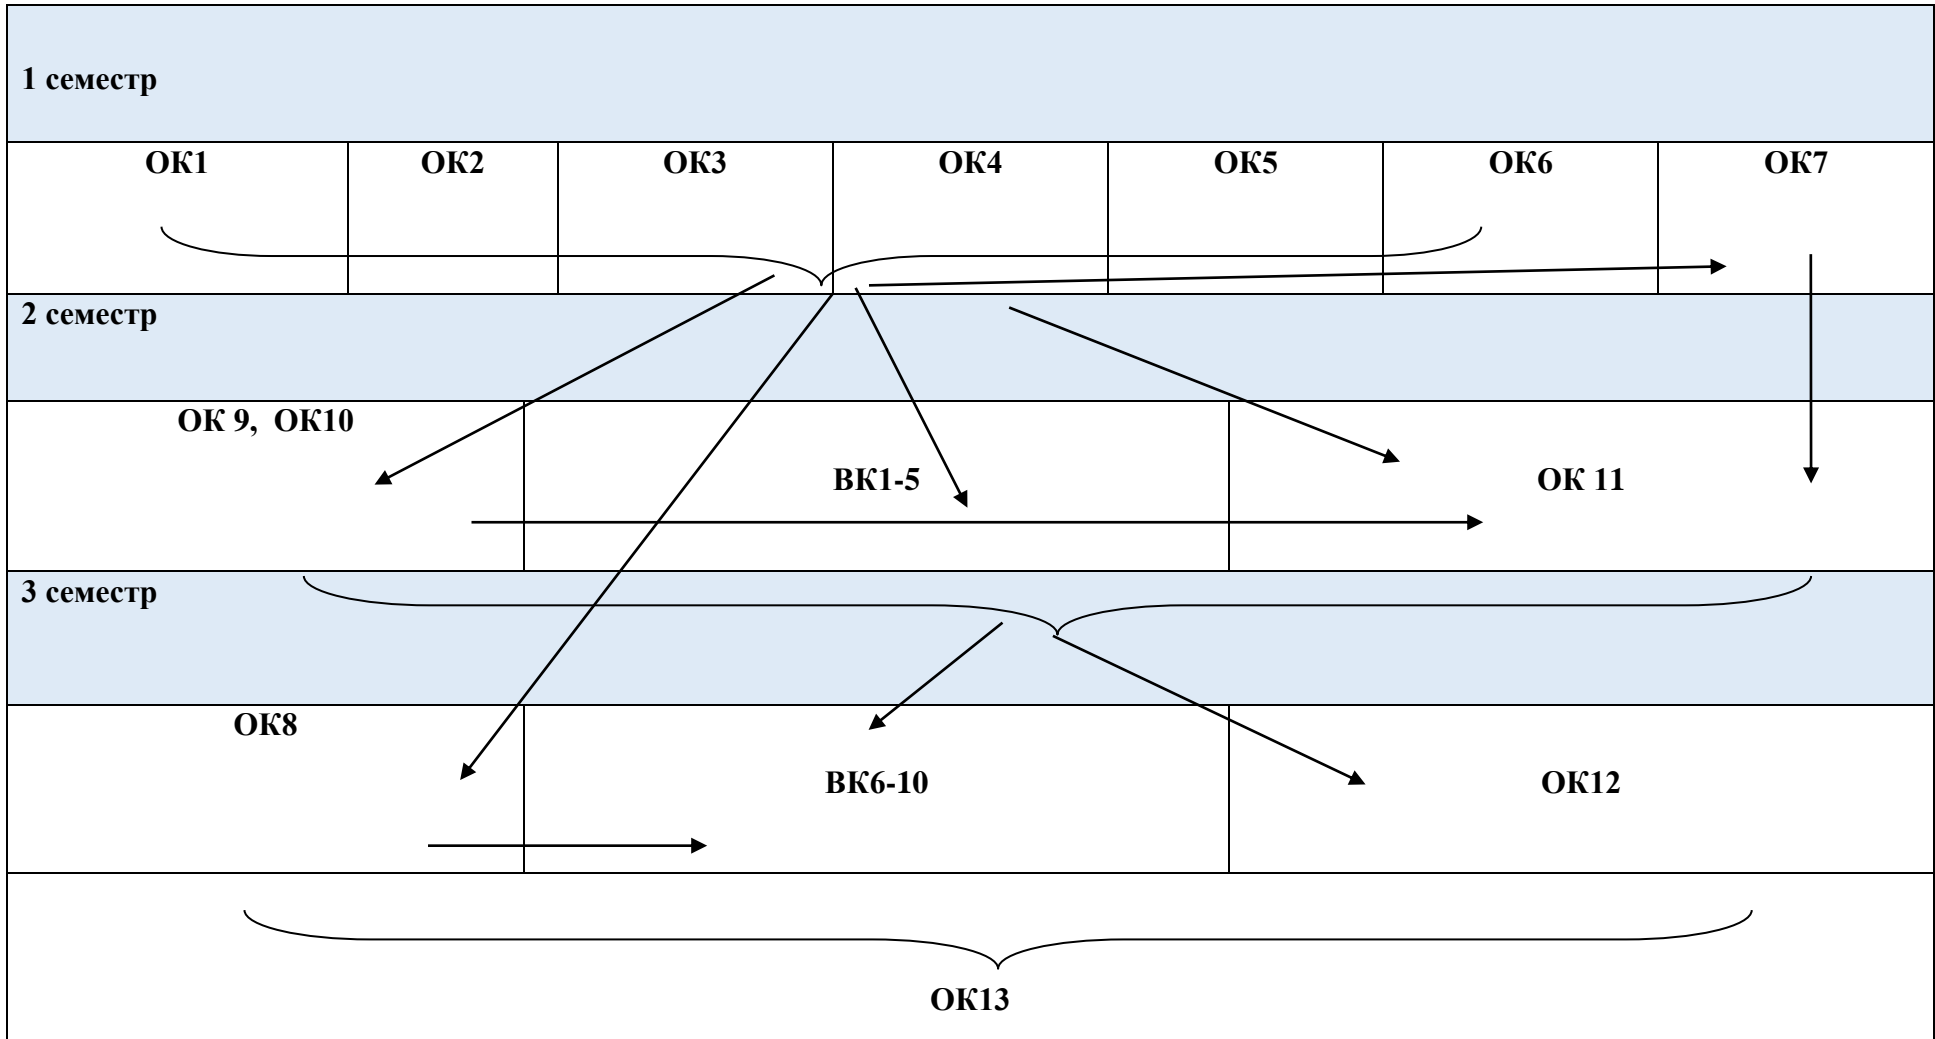 1 семестр
ОК1 ОК2 ОК3 ОК4 ОК5 ОК6 ОК7
2 семестр
ОК 9, ОК10
ВК1-5 ОК 11
3 семестр
ОК8
ВК6-10 ОК12
ОК13